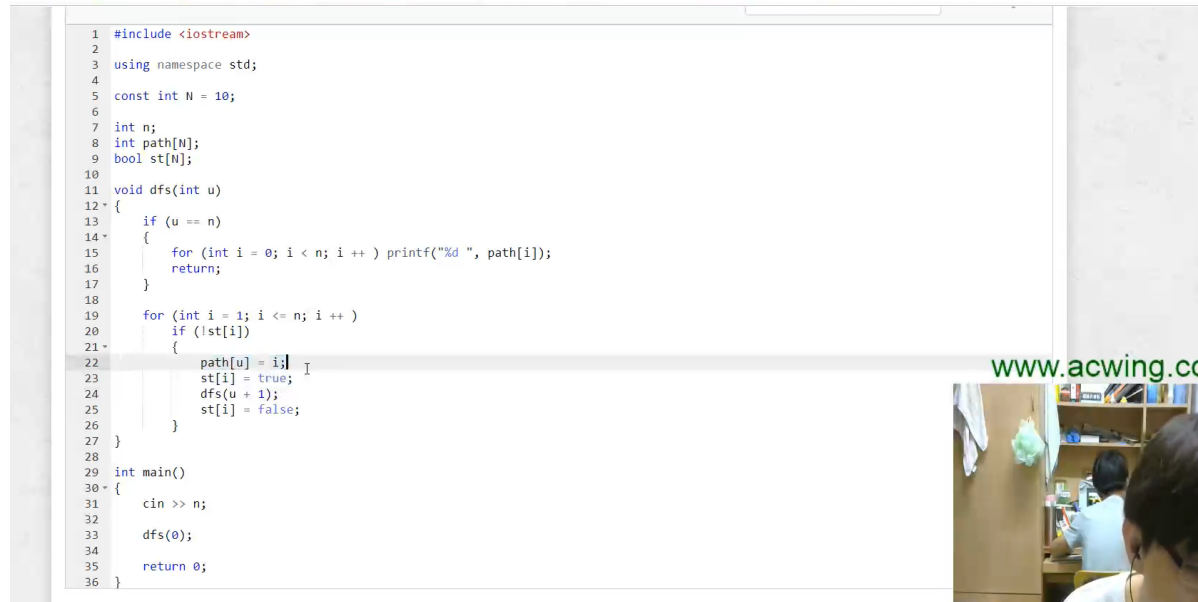 1 #include <iostream>
2
3 using namespace std;
4
5 const int N = 10;
6
7 int n;
8 int path[N];
9 bool st[N];
10
11 void dfs(int u)
12 {
13     if (u == n)
14     {
15         for (int i = 0; i < n; i ++ ) printf("%d ", path[i]);
16         return;
17     }
18
19     for (int i = 1; i <= n; i ++ )
20         if (!st[i])
21         {
22             path[u] = i;
23             st[i] = true;
24             dfs(u + 1);
25             st[i] = false;
26         }
27 }
28
29 int main()
30 {
31     cin >> n;
32
33     dfs(0);
34
35     return 0;
36 }
www.acwing.co